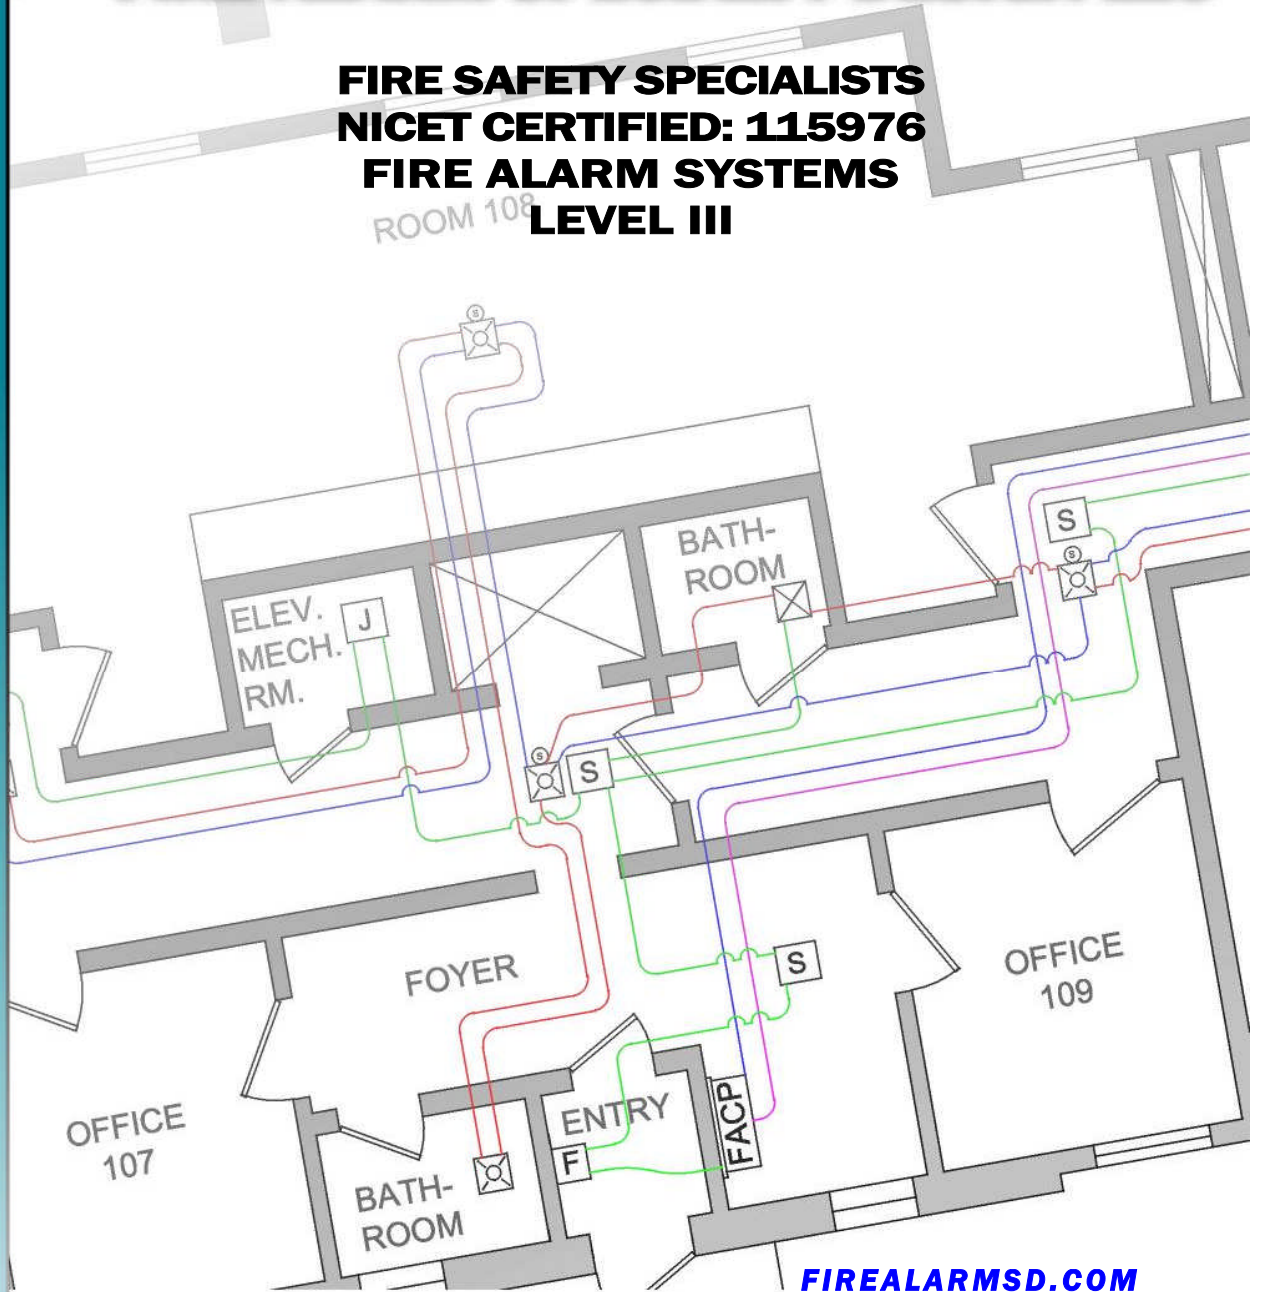 FIRE SAFETY SPECIALISTS
NICET CERTIFIED: 115976
FIRE ALARM SYSTEMS
LEVEL III
ROOM 108
S
S
BATH-
ROOM
S
ELEV.
MECH.
RM.
J
S
S
S
FOYER
OFFICE
109
ENTRY
FACP
F
OFFICE
107
BATH-
ROOM
FIREALARMSD.COM